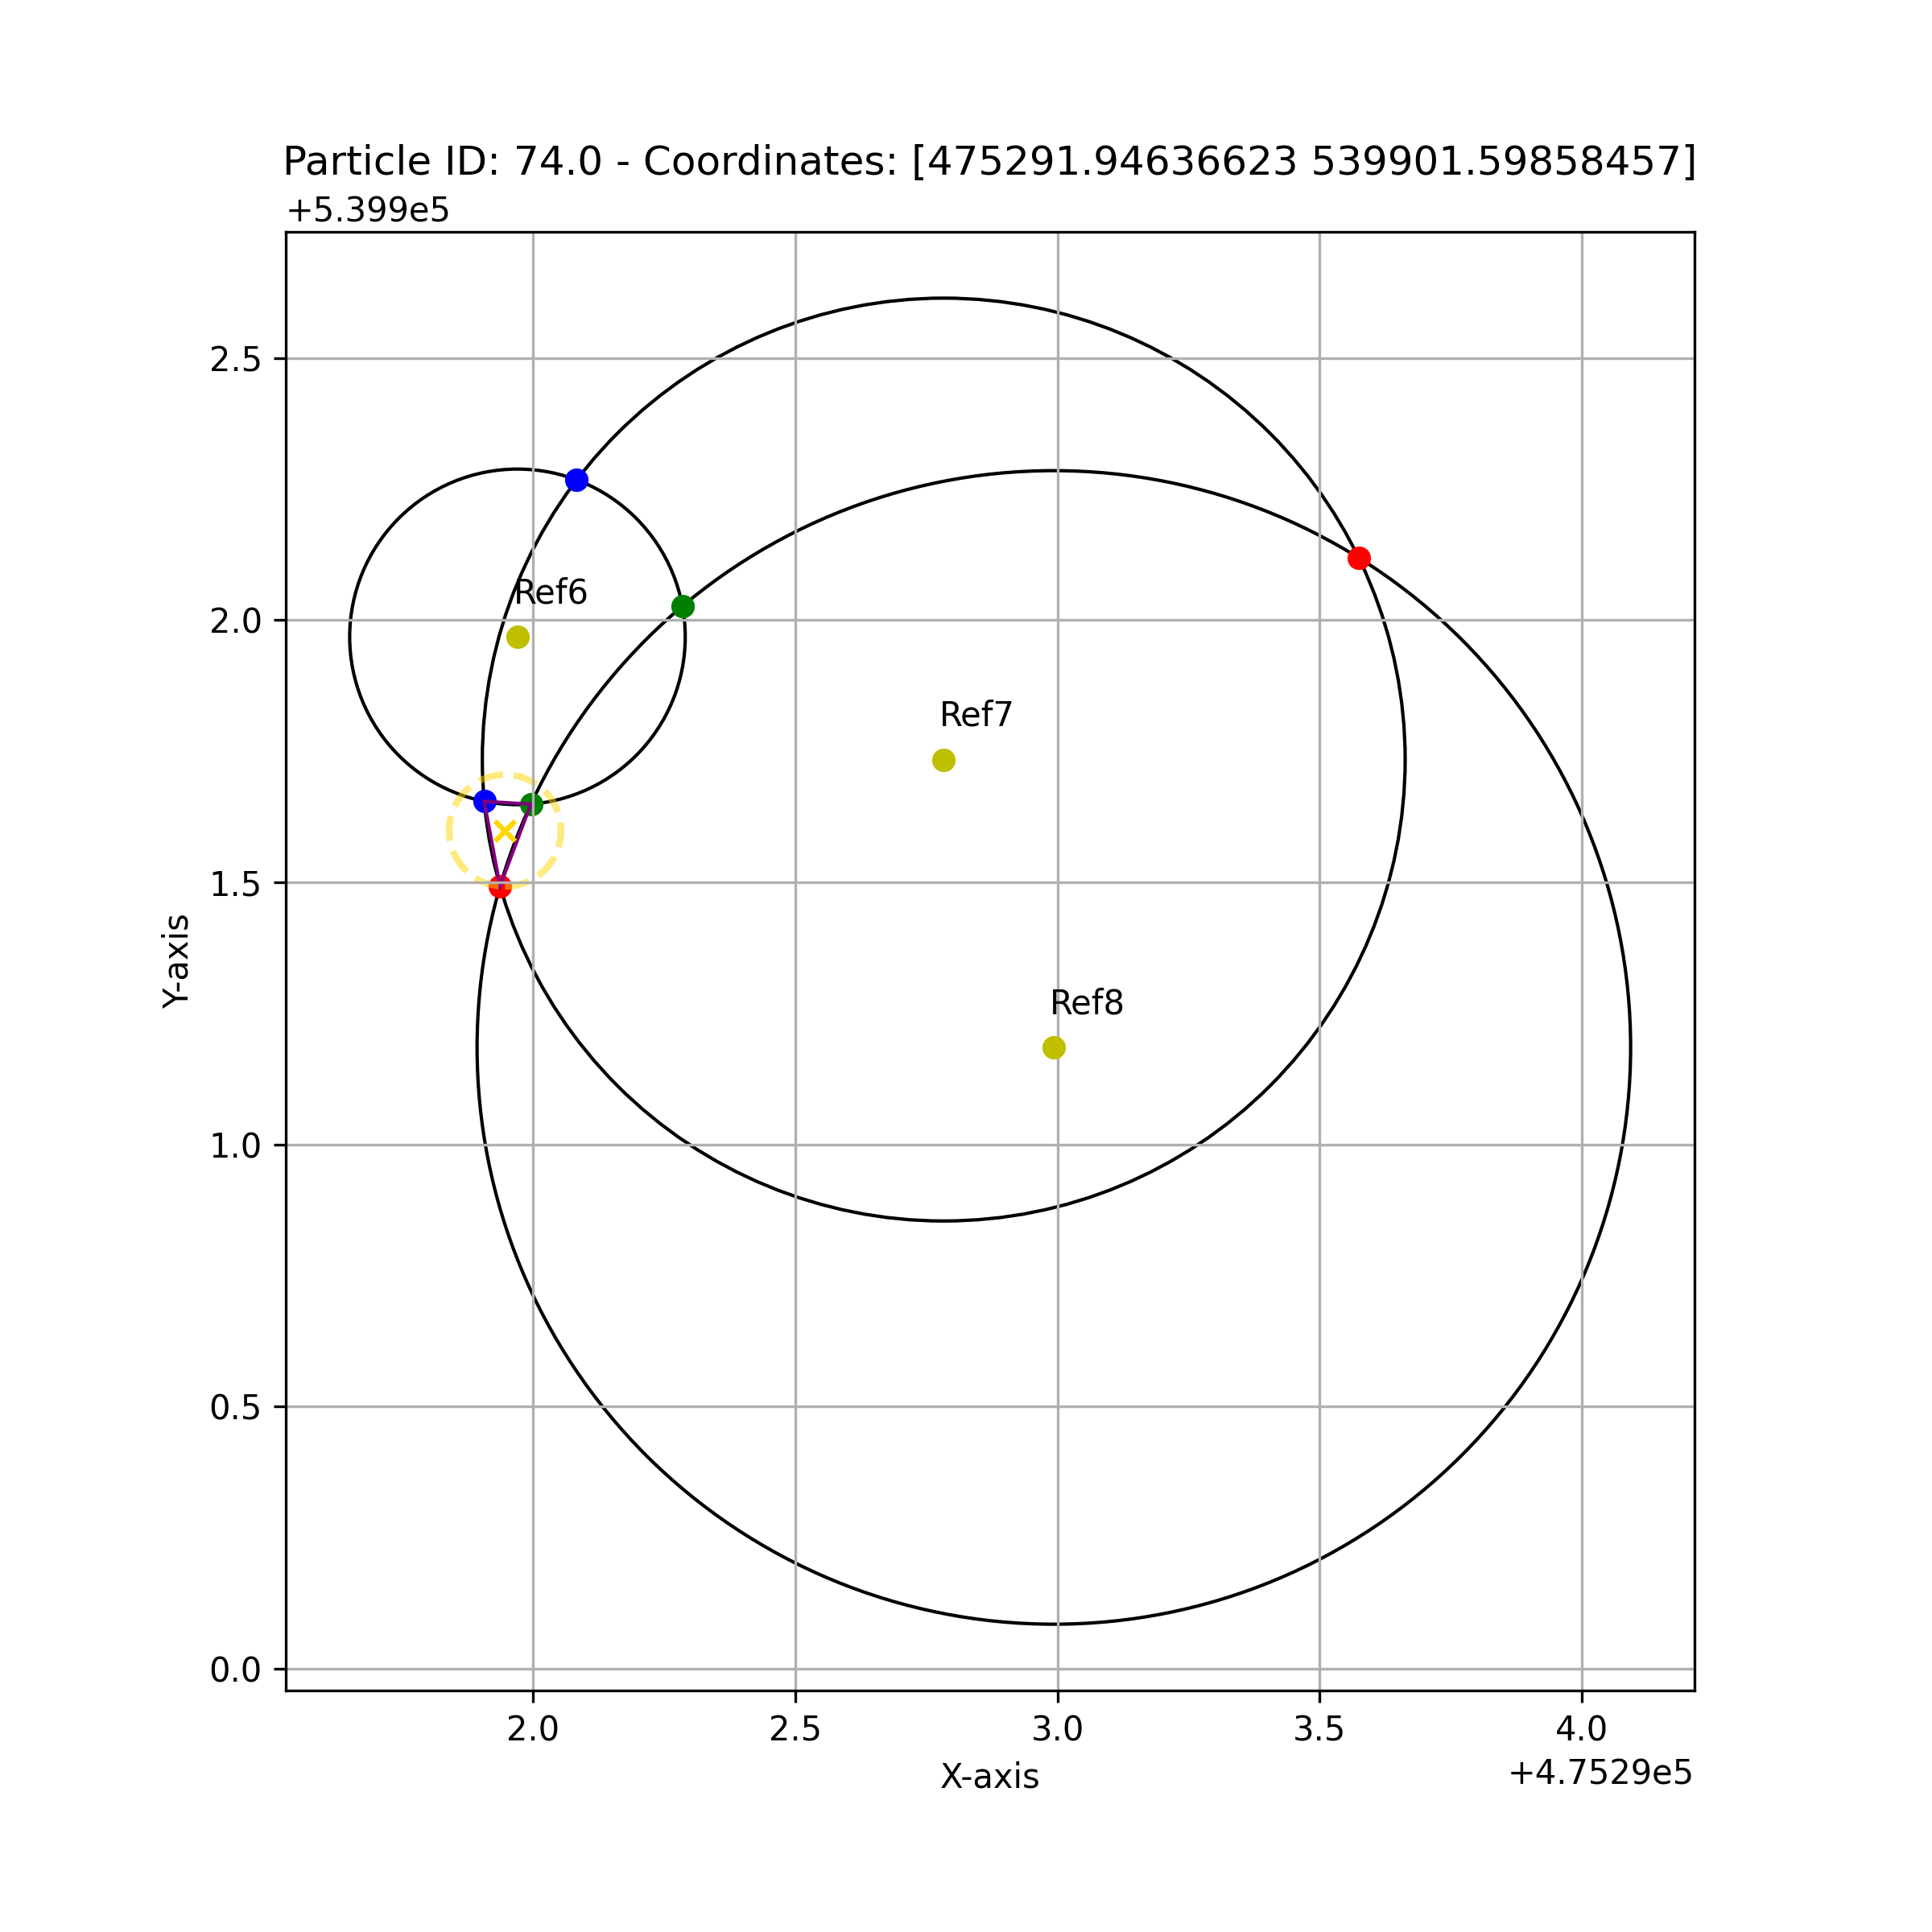 Particle ID: 74.0 - Coordinates: [475291.94636623 539901.59858457]
+5.399e5
2.5
2.0
1.5
1.0
0.5
0.0
Y-axis
Ref6
Ref7
Ref8
2.0 2.5 3.0 3.5 4.0
X-axis
+4.7529e5